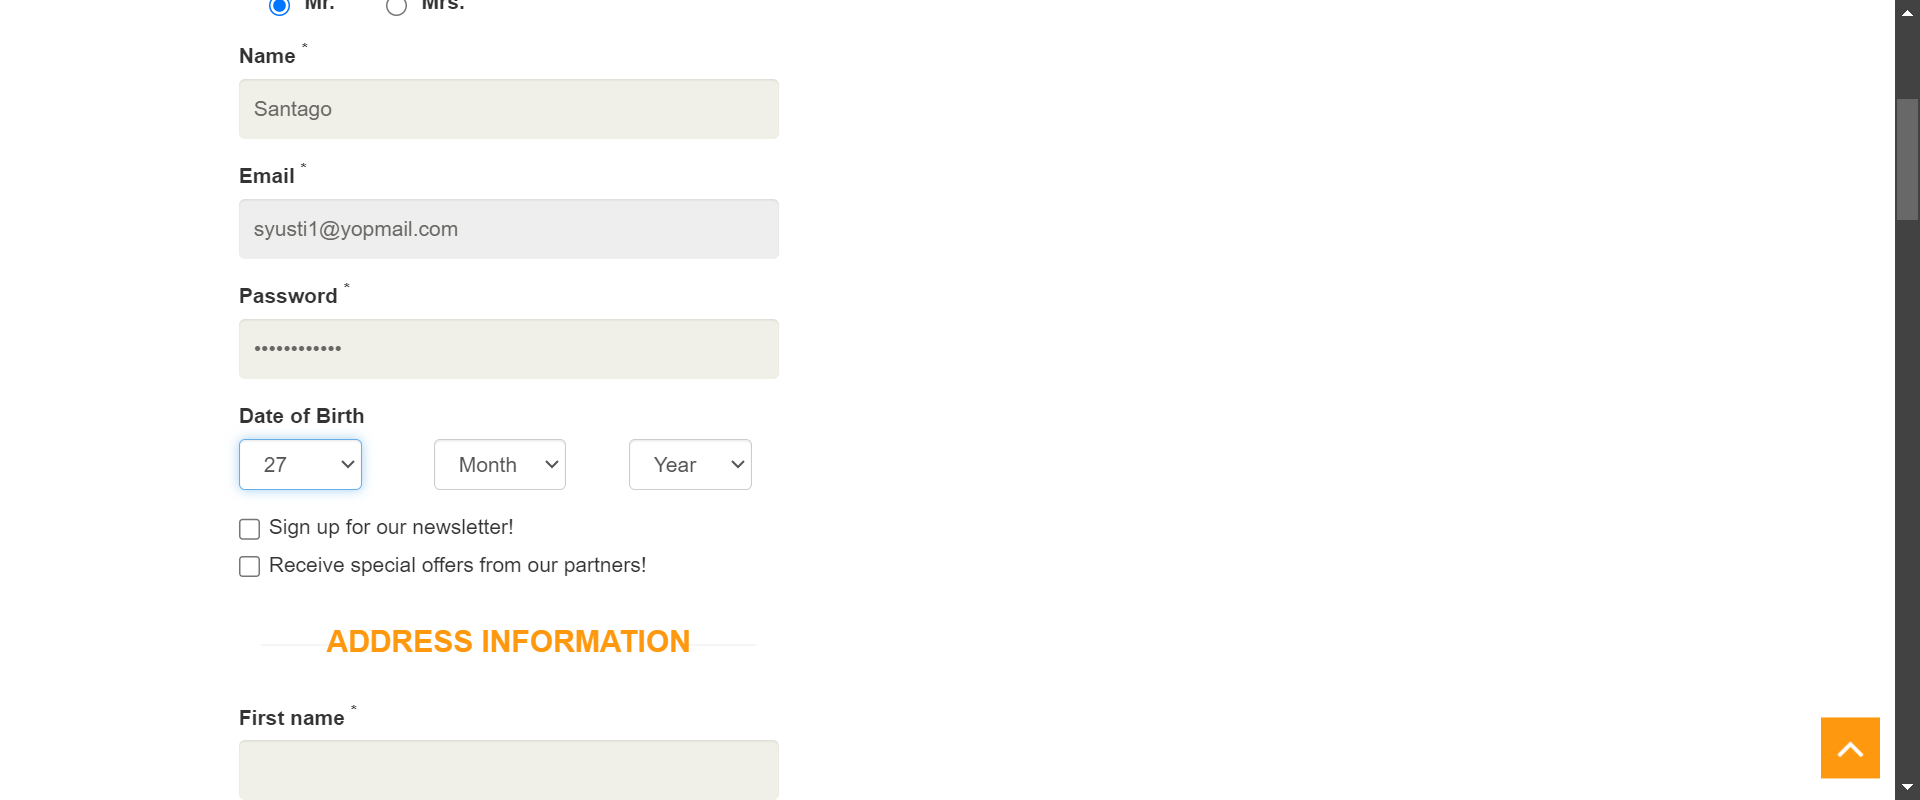 Mr. Mrs.
Name *
Santago
Email *
syusti1@yopmail.com
Password *
••••••••••••
Date of Birth
27 Month Year
Sign up for our newsletter!
Receive special offers from our partners!
ADDRESS INFORMATION
First name *